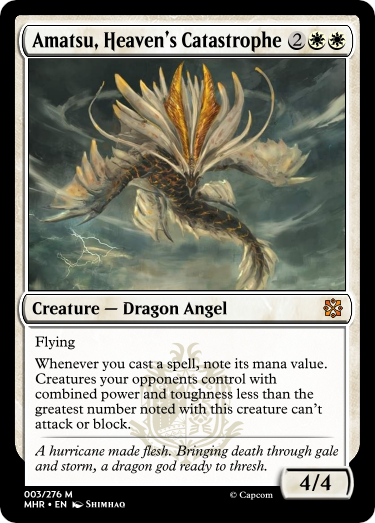 Amatsu, Heaven's Catastrophe 2
Creature — Dragon Angel
Flying
Whenever you cast a spell, note its mana value.
Creatures your opponents control with
combined power and toughness less than the
greatest number noted with this creature can't
attack or block.
A hurricane made flesh. Bringing death through gale
and storm, a dragon god ready to thresh.
4/4
003/276 M
MHR • EN Shimhao
© Capcom